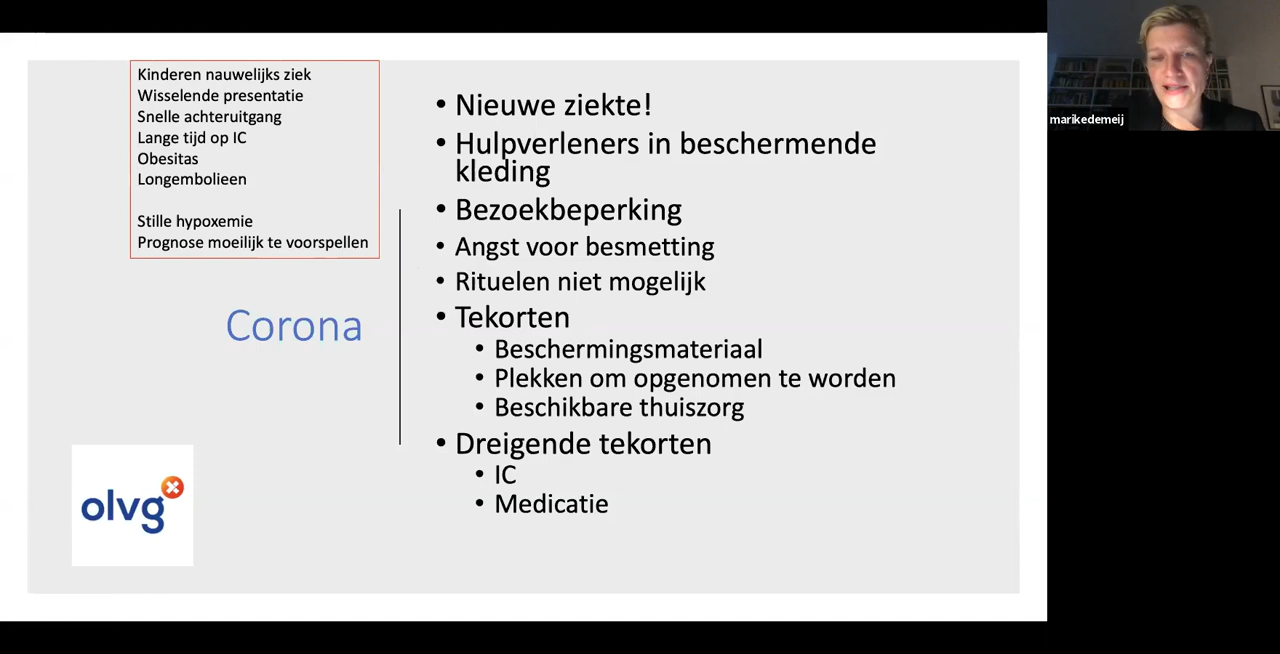 Kinderen nauwelijks ziek
Wisselende presentatie
Snelle achteruitgang
Lange tijd op IC
Obesitas
Longembolieen
Stille hypoxemie
Prognose moeilijk te voorspellen
Corona
olvg
• Nieuwe ziekte!
• Hulpverleners in beschermende
kleding
• Bezoekbeperking
• Angst voor besmetting
• Rituelen niet mogelijk
• Tekorten
• Beschermingsmateriaal
• Plekken om opgenomen te worden
• Beschikbare thuiszorg
• Dreigende tekorten
• IC
• Medicatie
marikedemeij